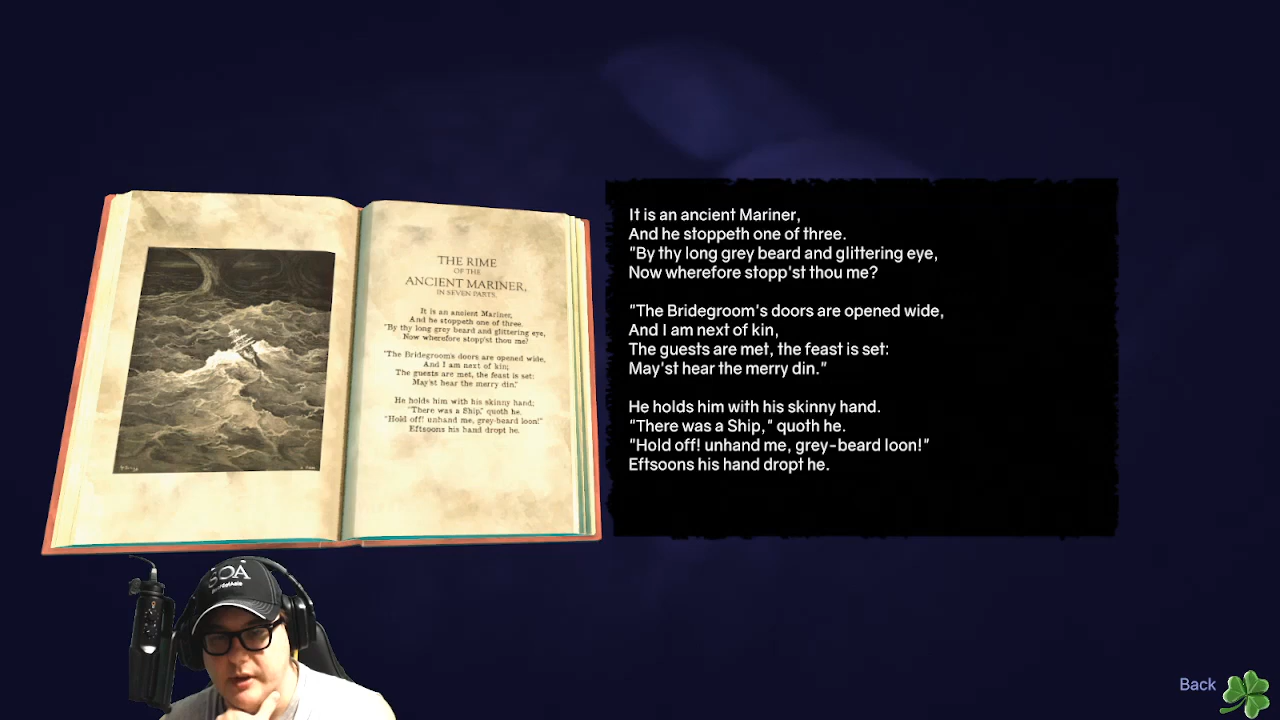 THE RIME
OF THE
ANCIENT MARINER,
IN SEVEN PARTS.
It is an ancient Mariner,
And he stoppeth one of three.
"By thy long grey beard and glittering eye,
Now wherefore stopp'st thou me?
"The Bridegroom's doors are opened wide,
And I am next of kin;
The guests are met, the feast is set:
May'st hear the merry din."
He holds him with his skinny hand;
"There was a Ship," quoth he.
"Hold off! unhand me, grey-beard loon!"
Eftsoons his hand dropt he.
It is an ancient Mariner,
And he stoppeth one of three.
"By thy long grey beard and glittering eye,
Now wherefore stopp'st thou me?
"The Bridegroom's doors are opened wide,
And I am next of kin,
The guests are met, the feast is set:
May'st hear the merry din."
He holds him with his skinny hand.
"There was a Ship," quoth he.
"Hold off! unhand me, grey-beard loon!"
Eftsoons his hand dropt he.
Back